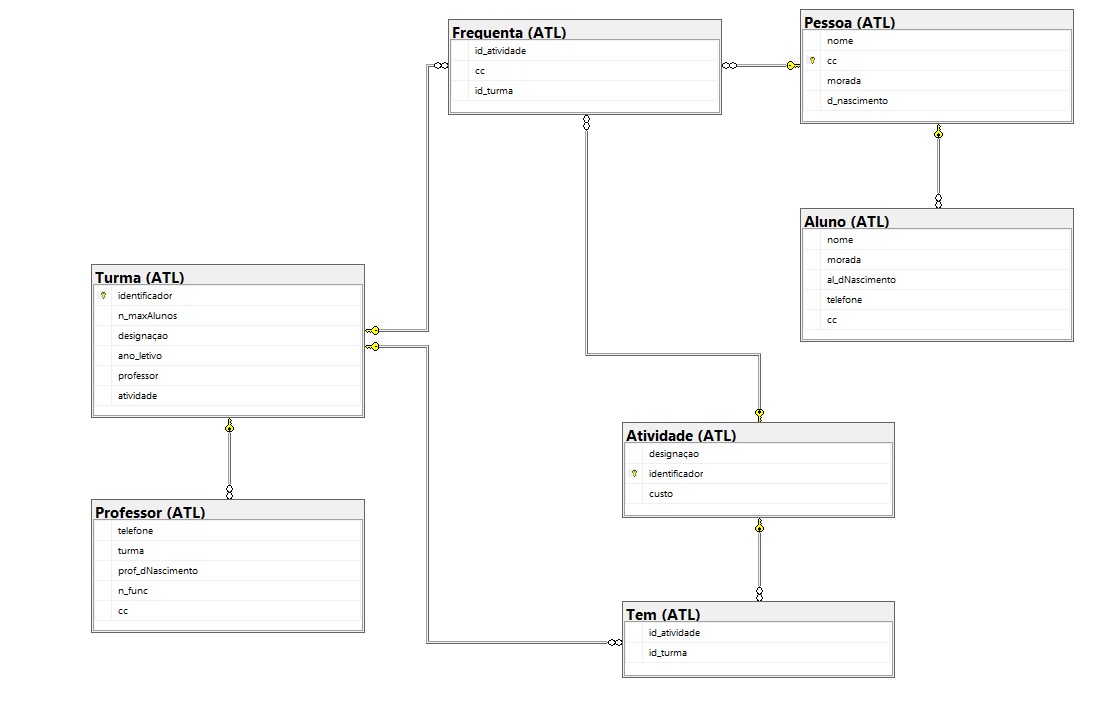 Frequenta (ATL)
id_atividade
cc
id_turma
Pessoa (ATL)
nome
cc
morada
d_nascimento
Aluno (ATL)
nome
morada
al_dNascimento
telefone
cc
Turma (ATL)
identificador
n_maxAlunos
designaçao
ano_letivo
professor
atividade
Atividade (ATL)
designaçao
identificador
custo
Professor (ATL)
telefone
turma
prof_dNascimento
n_func
cc
Tem (ATL)
id_atividade
id_turma